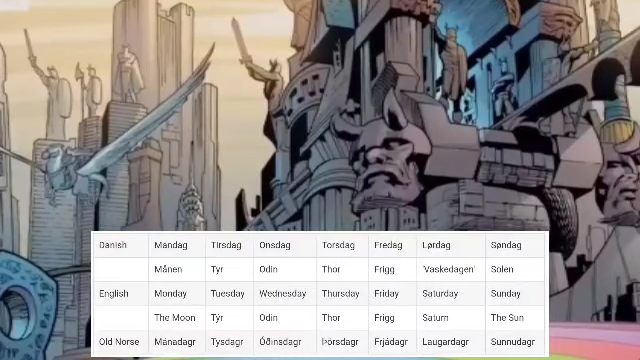 Danish Mandag Tirsdag Onsdag Torsdag Fredag Lørdag Søndag
Månen Tyr Odin Thor Frigg 'Vaskedagen' Solen
English Monday Tuesday Wednesday Thursday Friday Saturday Sunday
The Moon Týr Odin Thor Frigg Saturn The Sun
Old Norse Mánadagr Tysdagr Óðinsdagr Þórsdagr Frjádagr Laugardagr Sunnudagr